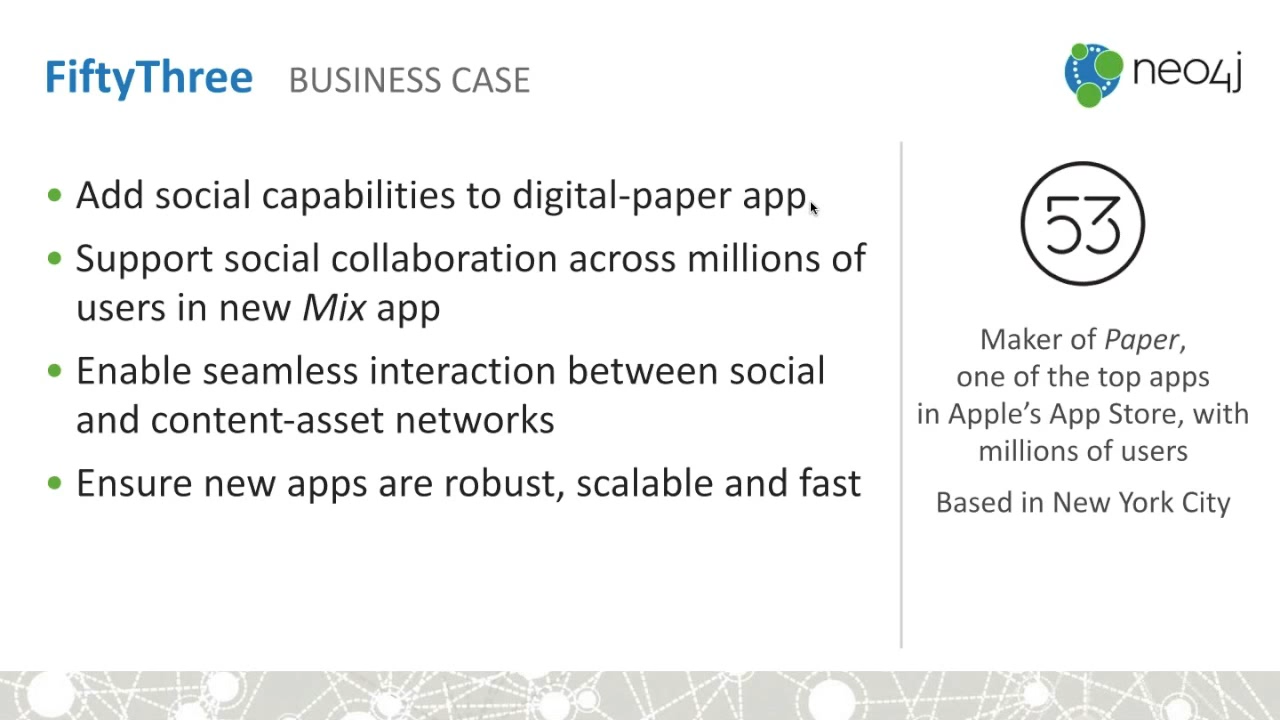 FiftyThree BUSINESS CASE
neo4j
• Add social capabilities to digital-paper app
• Support social collaboration across millions of
users in new Mix app
• Enable seamless interaction between social
and content-asset networks
• Ensure new apps are robust, scalable and fast
53
Maker of Paper,
one of the top apps
in Apple’s App Store, with
millions of users
Based in New York City